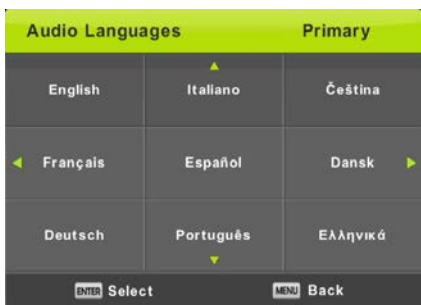 Audio Languages Primary
English Italiano Čeština
Français Español Dansk
Deutsch Português Ελληνικά
ENTER Select MENU Back